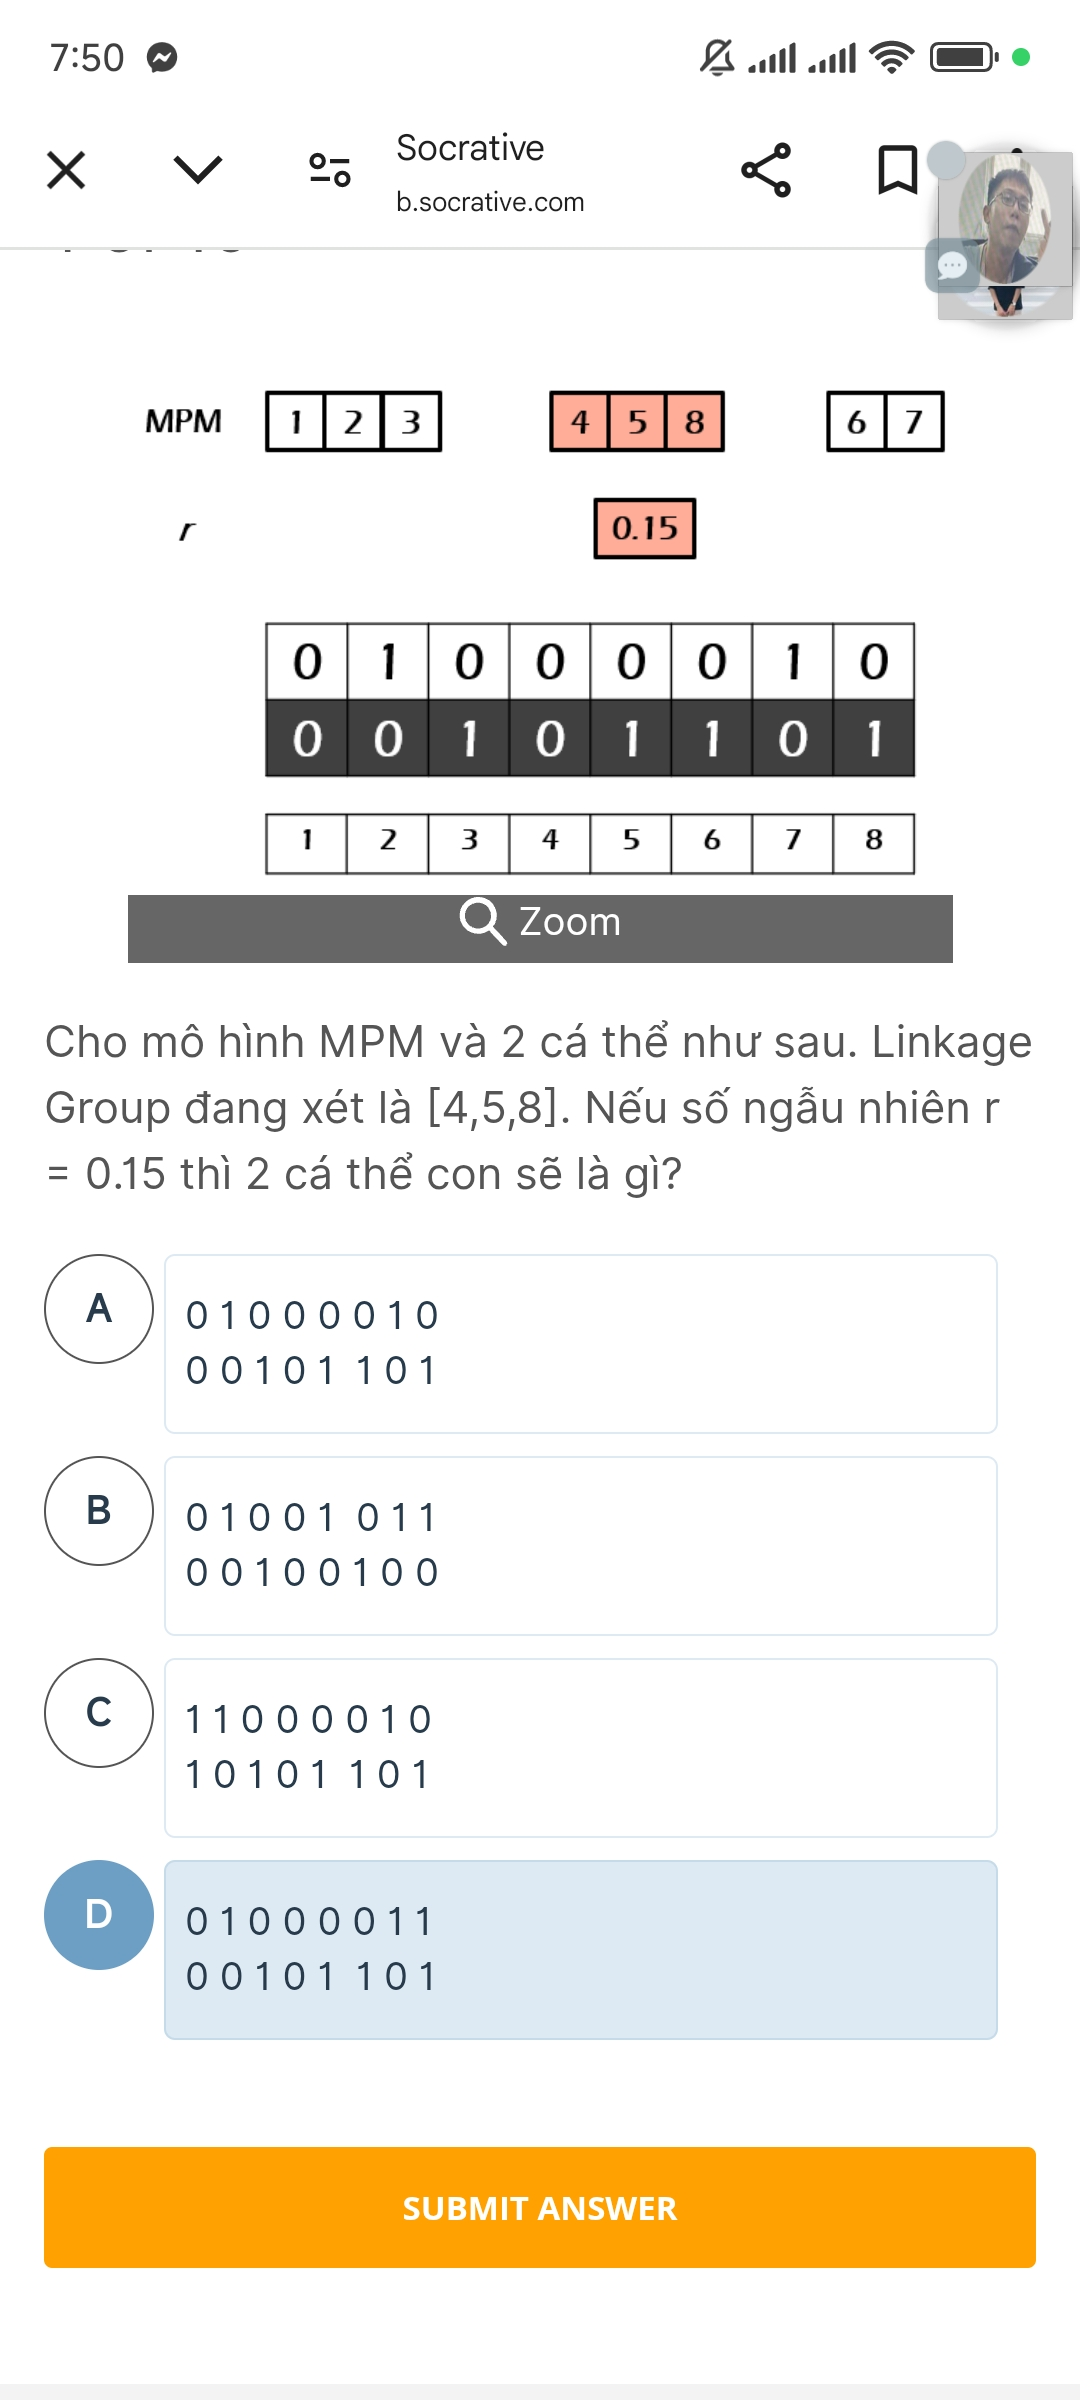 7:50
Socrative
b.socrative.com
MPM 1 2 3 4 5 8 6 7
r 0.15
0 1 0 0 0 0 1 0
0 0 1 0 1 1 0 1
1 2 3 4 5 6 7 8
Zoom
Cho mô hình MPM và 2 cá thể như sau. Linkage
Group đang xét là [4,5,8]. Nếu số ngẫu nhiên r
= 0.15 thì 2 cá thể con sẽ là gì?
A
0 1 0 0 0 0 1 0
0 0 1 0 1 1 0 1
B
0 1 0 0 1 0 1 1
0 0 1 0 0 1 0 0
C
1 1 0 0 0 0 1 0
1 0 1 0 1 1 0 1
D
0 1 0 0 0 0 1 1
0 0 1 0 1 1 0 1
SUBMIT ANSWER